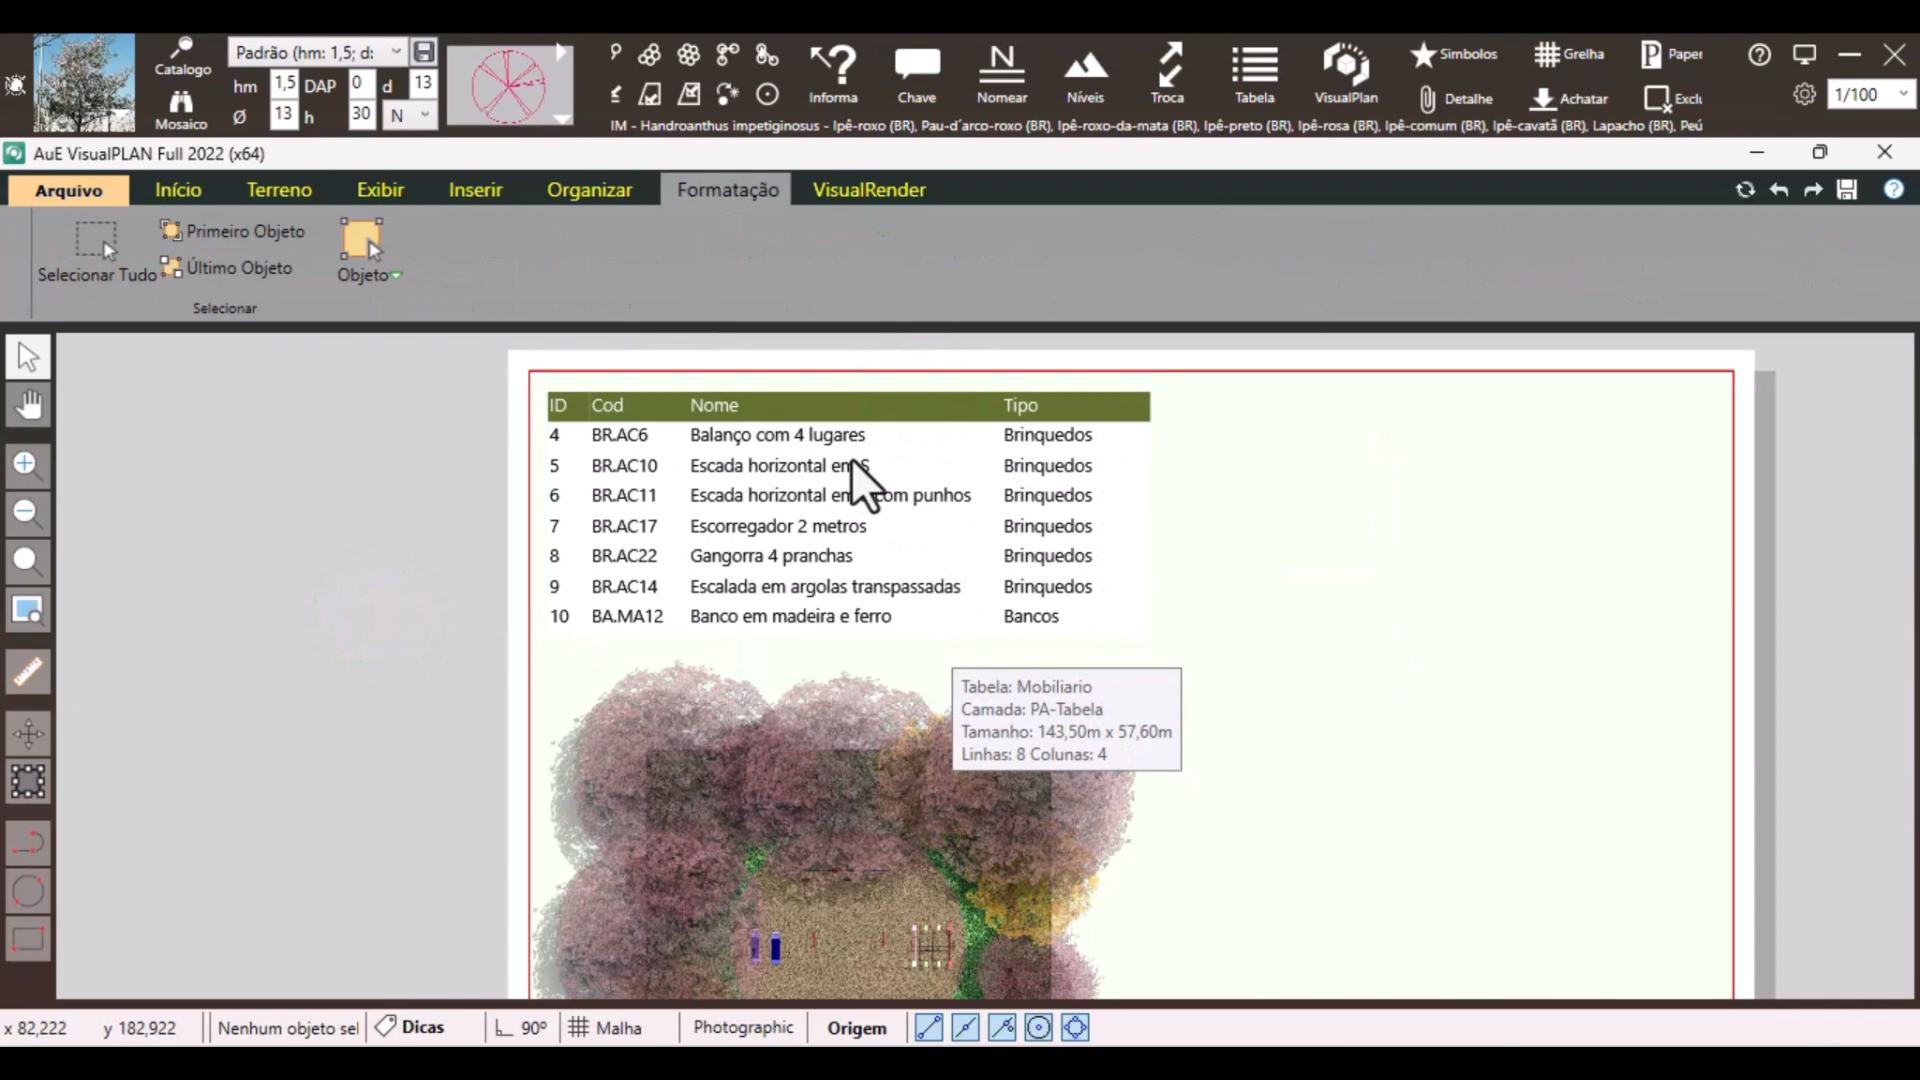 Catalogo
Mosaico
Padrão (hm: 1,5; d:
hm 1,5 DAP 0 d 13
Ø 13 h 30 N
Informa
Chave
Nomear
Níveis
Troca
Tabela
VisualPlan
Simbolos
Detalhe
Grelha
Achatar
Paper
Exclu
1/100
IM - Handroanthus impetiginosus - Ipê-roxo (BR), Pau-d´arco-roxo (BR), Ipê-roxo-da-mata (BR), Ipê-preto (BR), Ipê-rosa (BR), Ipê-comum (BR), Ipê-cavatã (BR), Lapacho (BR), Peú
AuE VisualPLAN Full 2022 (x64)
Arquivo Início Terreno Exibir Inserir Organizar Formatação VisualRender
Selecionar Tudo
Primeiro Objeto
Último Objeto
Objeto
Selecionar
ID Cod Nome Tipo
4 BR.AC6 Balanço com 4 lugares Brinquedos
5 BR.AC10 Escada horizontal em S Brinquedos
6 BR.AC11 Escada horizontal em com punhos Brinquedos
7 BR.AC17 Escorregador 2 metros Brinquedos
8 BR.AC22 Gangorra 4 pranchas Brinquedos
9 BR.AC14 Escalada em argolas transpassadas Brinquedos
10 BA.MA12 Banco em madeira e ferro Bancos
Tabela: Mobiliario
Camada: PA-Tabela
Tamanho: 143,50m x 57,60m
Linhas: 8 Colunas: 4
x 82,222 y 182,922 Nenhum objeto sel Dicas 90º Malha Photographic Origem